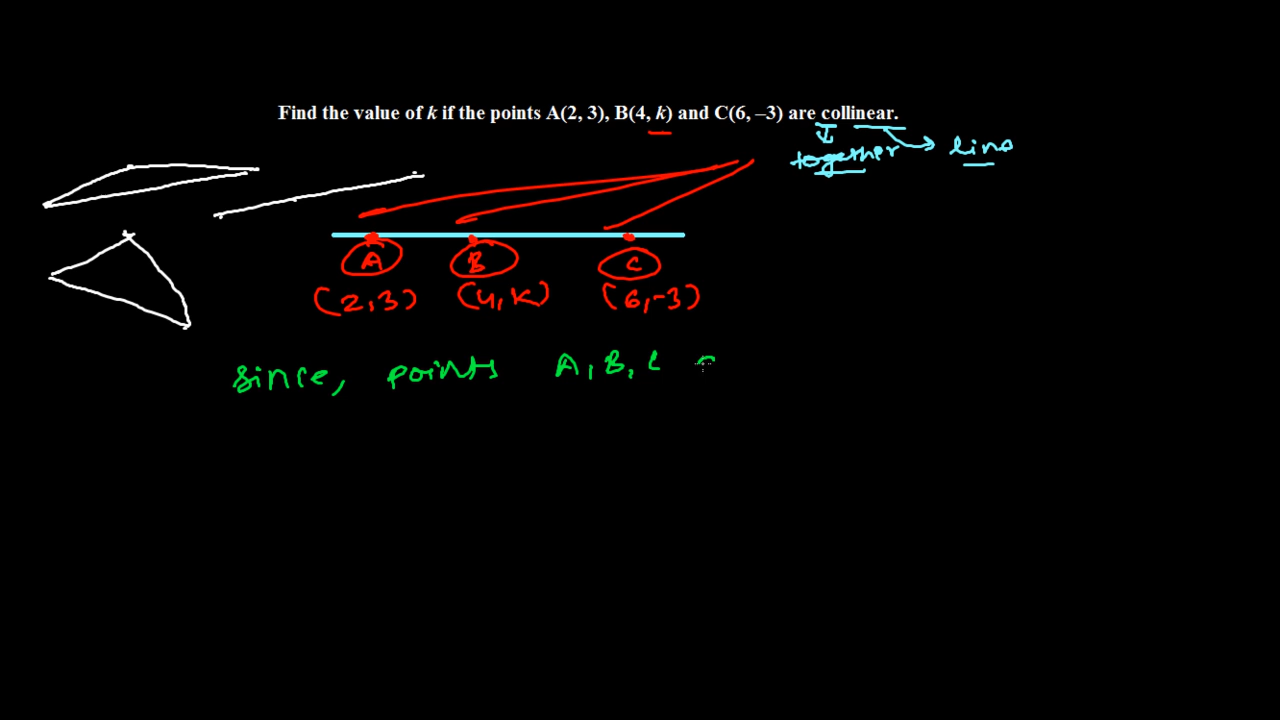 Find the value of k if the points A(2, 3), B(4, k) and C(6, –3) are collinear.
together line
A B C
(2,3) (4,K) (6,-3)
since, points A, B, C